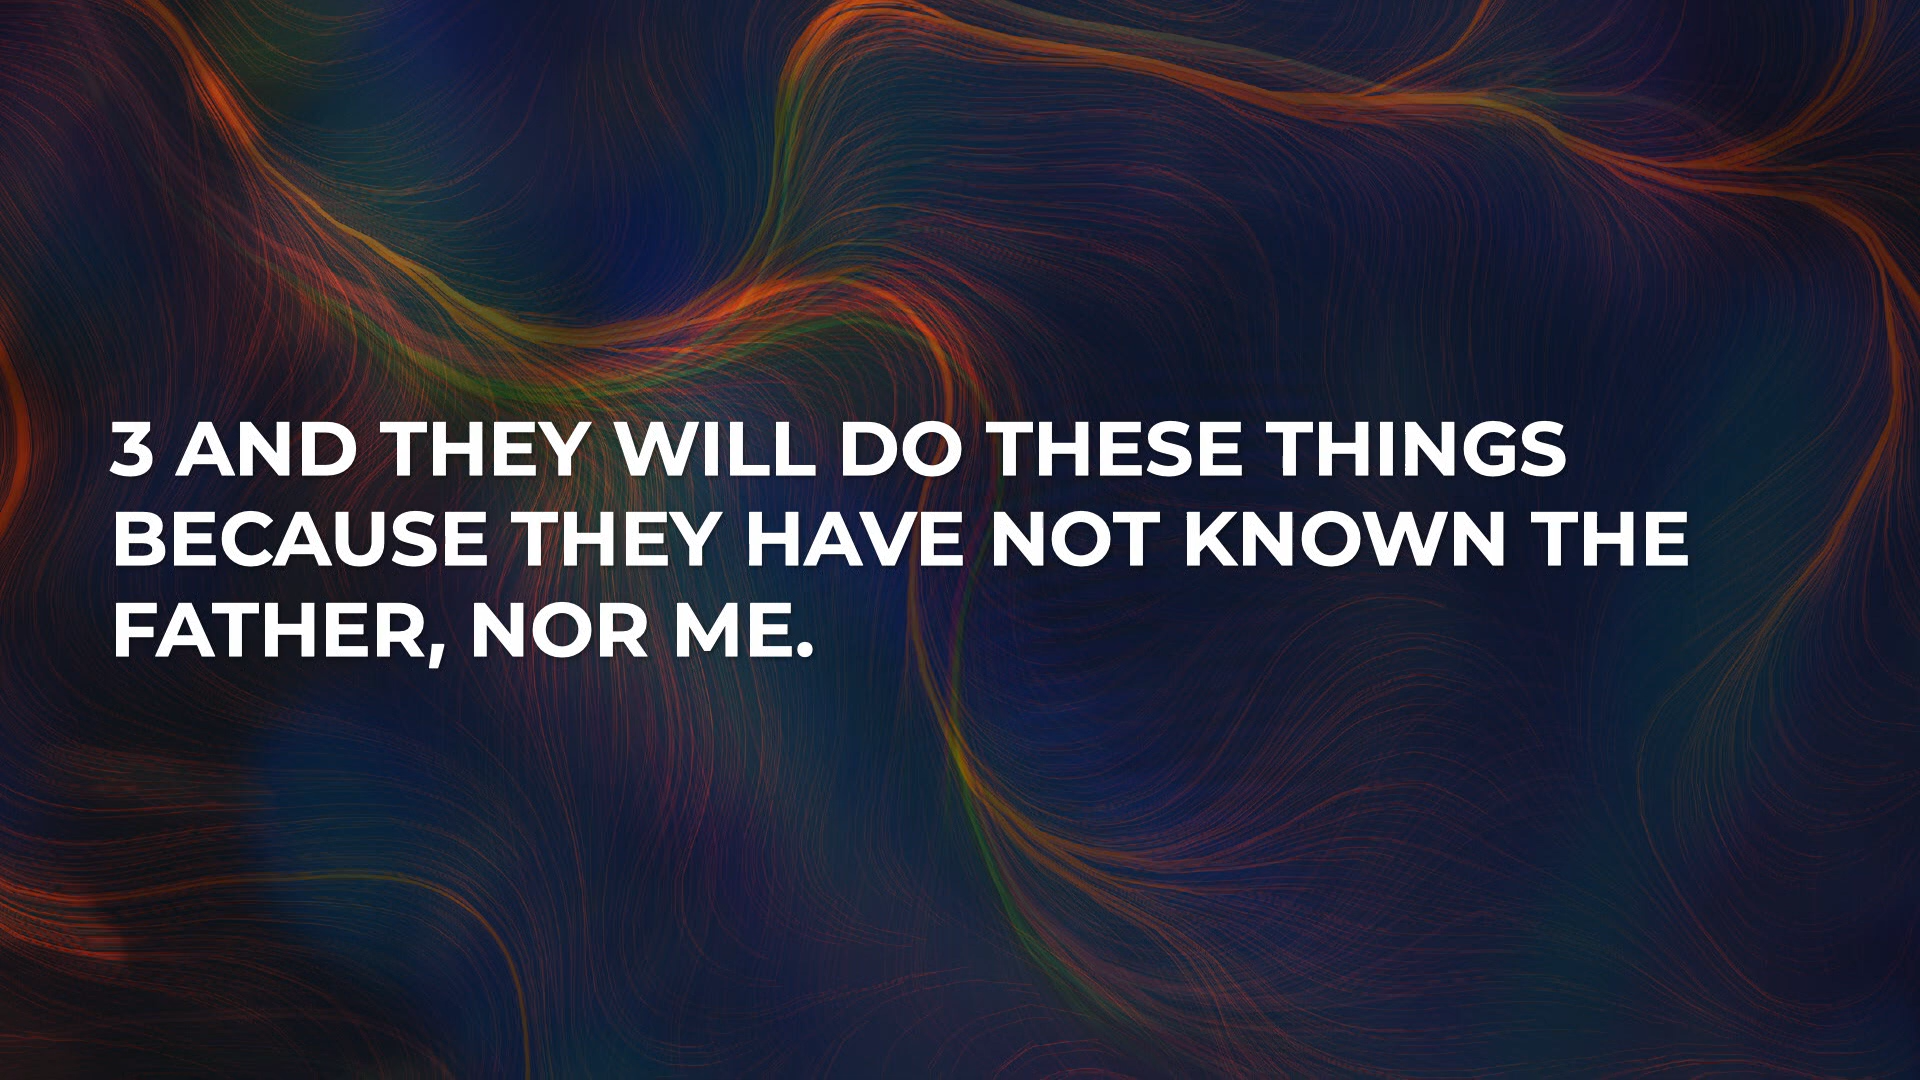 3 AND THEY WILL DO THESE THINGS
BECAUSE THEY HAVE NOT KNOWN THE
FATHER, NOR ME.